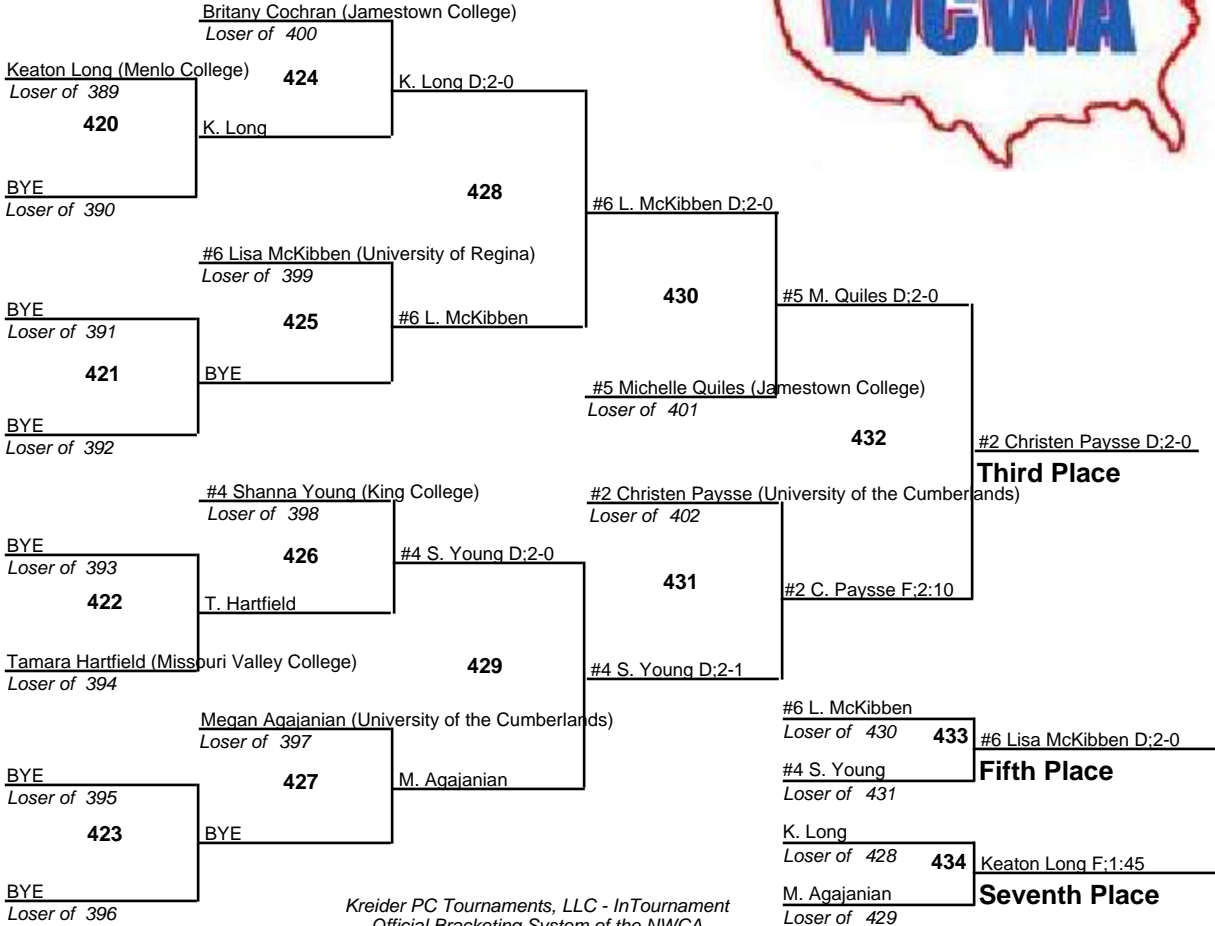 WCWA
Britany Cochran (Jamestown College)
Loser of 400
Keaton Long (Menlo College)
Loser of 389
424
K. Long D;2-0
420
K. Long
BYE
Loser of 390
428
#6 L. McKibben D;2-0
#6 Lisa McKibben (University of Regina)
Loser of 399
BYE
Loser of 391
425
#6 L. McKibben
430
#5 M. Quiles D;2-0
421
BYE
#5 Michelle Quiles (Jamestown College)
Loser of 401
BYE
Loser of 392
432
#2 Christen Paysse D;2-0
Third Place
#4 Shanna Young (King College)
Loser of 398
#2 Christen Paysse (University of the Cumberlands)
Loser of 402
BYE
Loser of 393
426
#4 S. Young D;2-0
431
#2 C. Paysse F;2:10
422
T. Hartfield
Tamara Hartfield (Missouri Valley College)
Loser of 394
429
#4 S. Young D;2-1
Megan Agajanian (University of the Cumberlands)
Loser of 397
#6 L. McKibben
Loser of 430
433
#6 Lisa McKibben D;2-0
Fifth Place
#4 S. Young
Loser of 431
BYE
Loser of 395
427
M. Agajanian
423
BYE
K. Long
Loser of 428
434
Keaton Long F;1:45
Seventh Place
M. Agajanian
Loser of 429
BYE
Loser of 396
Kreider PC Tournaments, LLC - InTournament
Official Bracketing System of the NWCA